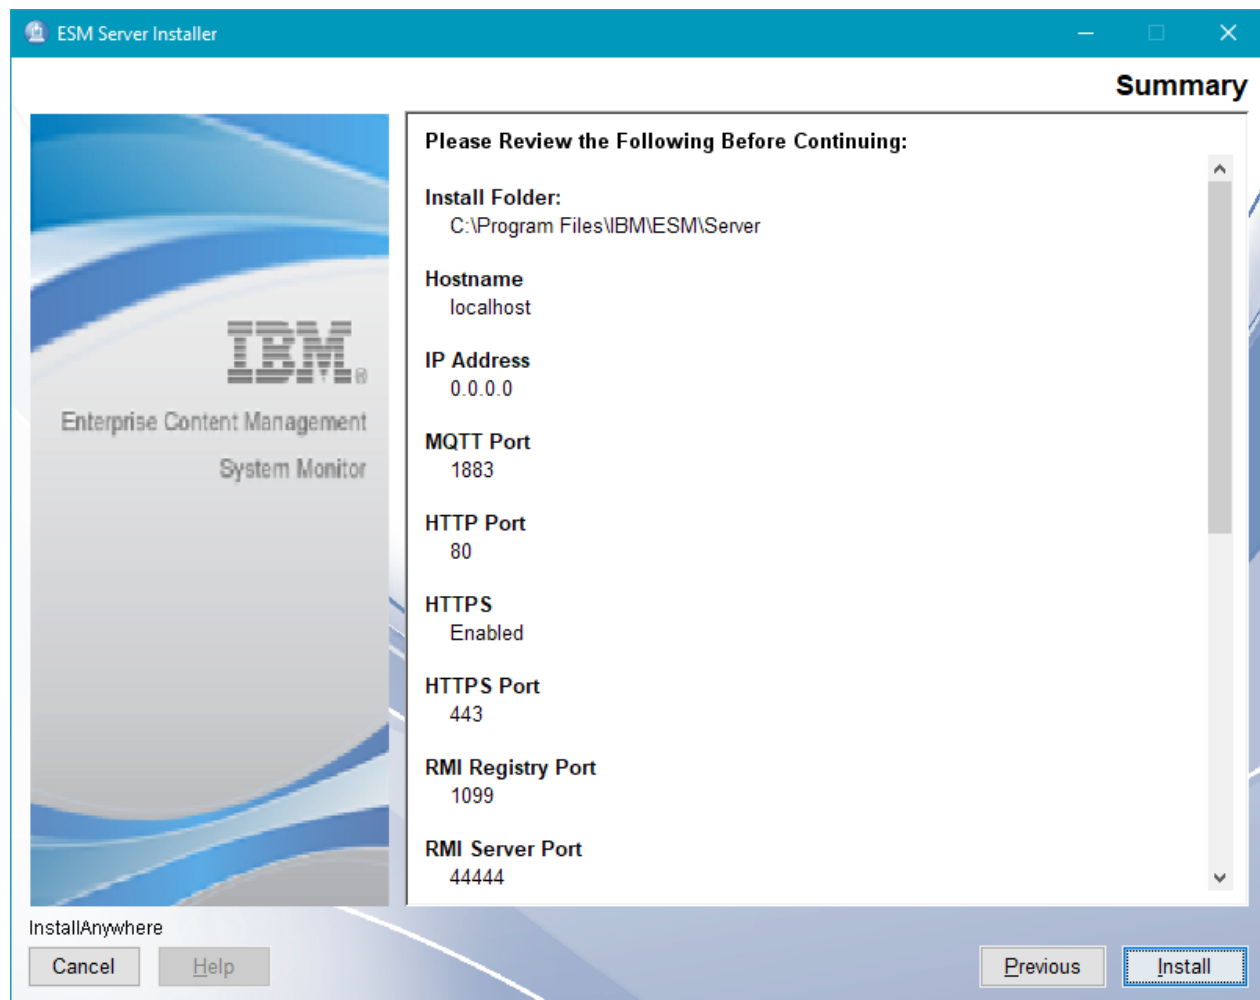 ESM Server Installer
Summary
Please Review the Following Before Continuing:
Install Folder:
C:\Program Files\IBM\ESM\Server
Hostname
localhost
IP Address
0.0.0.0
MQTT Port
1883
HTTP Port
80
HTTPS
Enabled
HTTPS Port
443
RMI Registry Port
1099
RMI Server Port
44444
IBM®
Enterprise Content Management
System Monitor
InstallAnywhere
Cancel
Help
Previous
Install